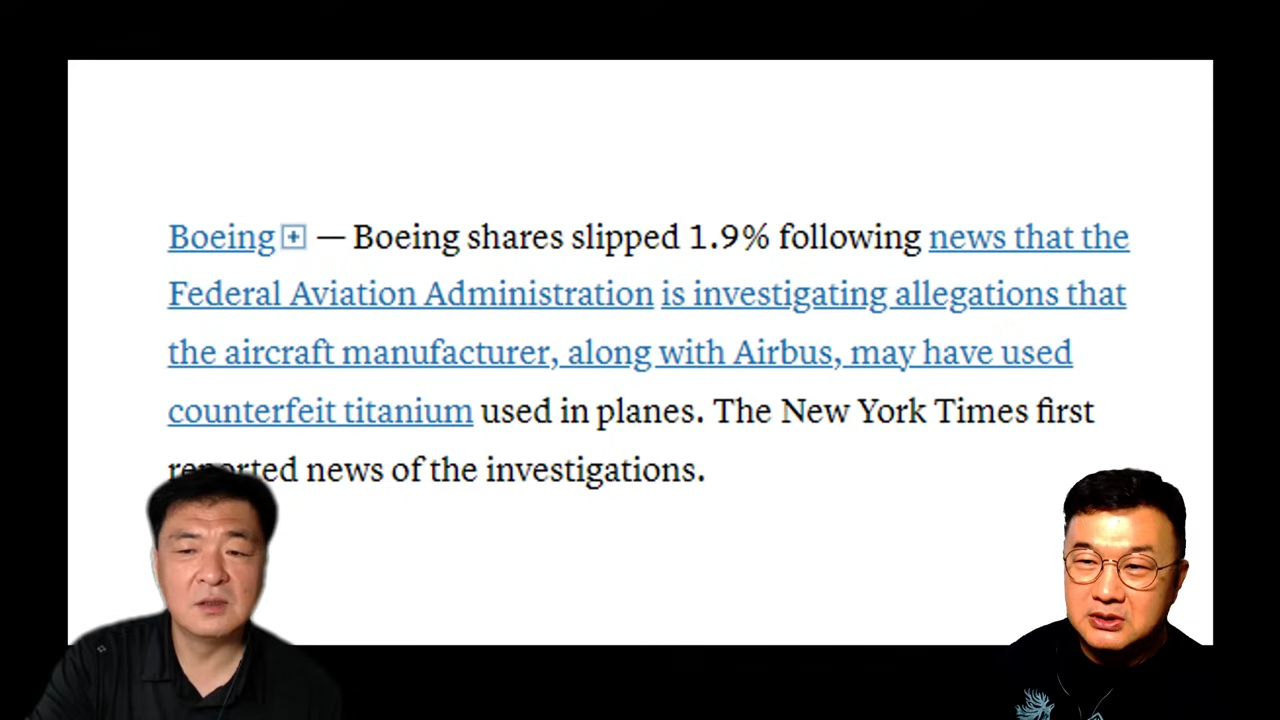 Boeing + — Boeing shares slipped 1.9% following news that the
Federal Aviation Administration is investigating allegations that
the aircraft manufacturer, along with Airbus, may have used
counterfeit titanium used in planes. The New York Times first
reported news of the investigations.